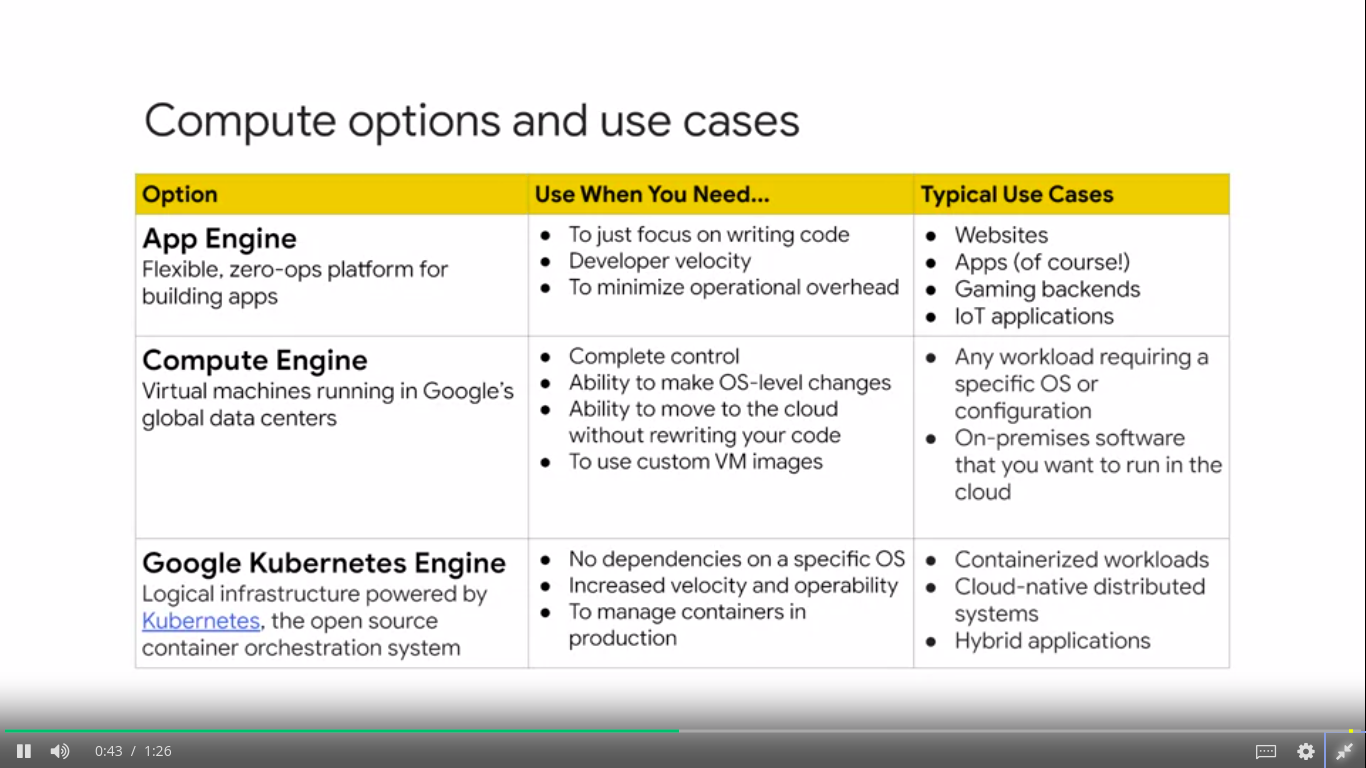 Compute options and use cases
Option
Use When You Need...
Typical Use Cases
App Engine
Flexible, zero-ops platform for
building apps
● To just focus on writing code
● Developer velocity
● To minimize operational overhead
● Websites
● Apps (of course!)
● Gaming backends
● IoT applications
Compute Engine
Virtual machines running in Google's
global data centers
● Complete control
● Ability to make OS-level changes
● Ability to move to the cloud
without rewriting your code
● To use custom VM images
● Any workload requiring a
specific OS or
configuration
● On-premises software
that you want to run in the
cloud
Google Kubernetes Engine
Logical infrastructure powered by
Kubernetes, the open source
container orchestration system
● No dependencies on a specific OS
● Increased velocity and operability
● To manage containers in
production
● Containerized workloads
● Cloud-native distributed
systems
● Hybrid applications
0:43 / 1:26